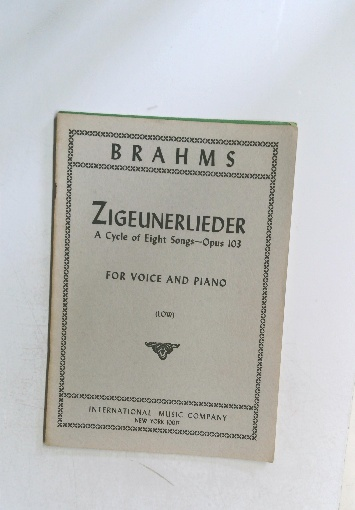 BRAHMS
ZIGEUNERLIEDER
A Cycle of Eight Songs—Opus 103
FOR VOICE AND PIANO
(LOW)
INTERNATIONAL MUSIC COMPANY
NEW YORK 10017